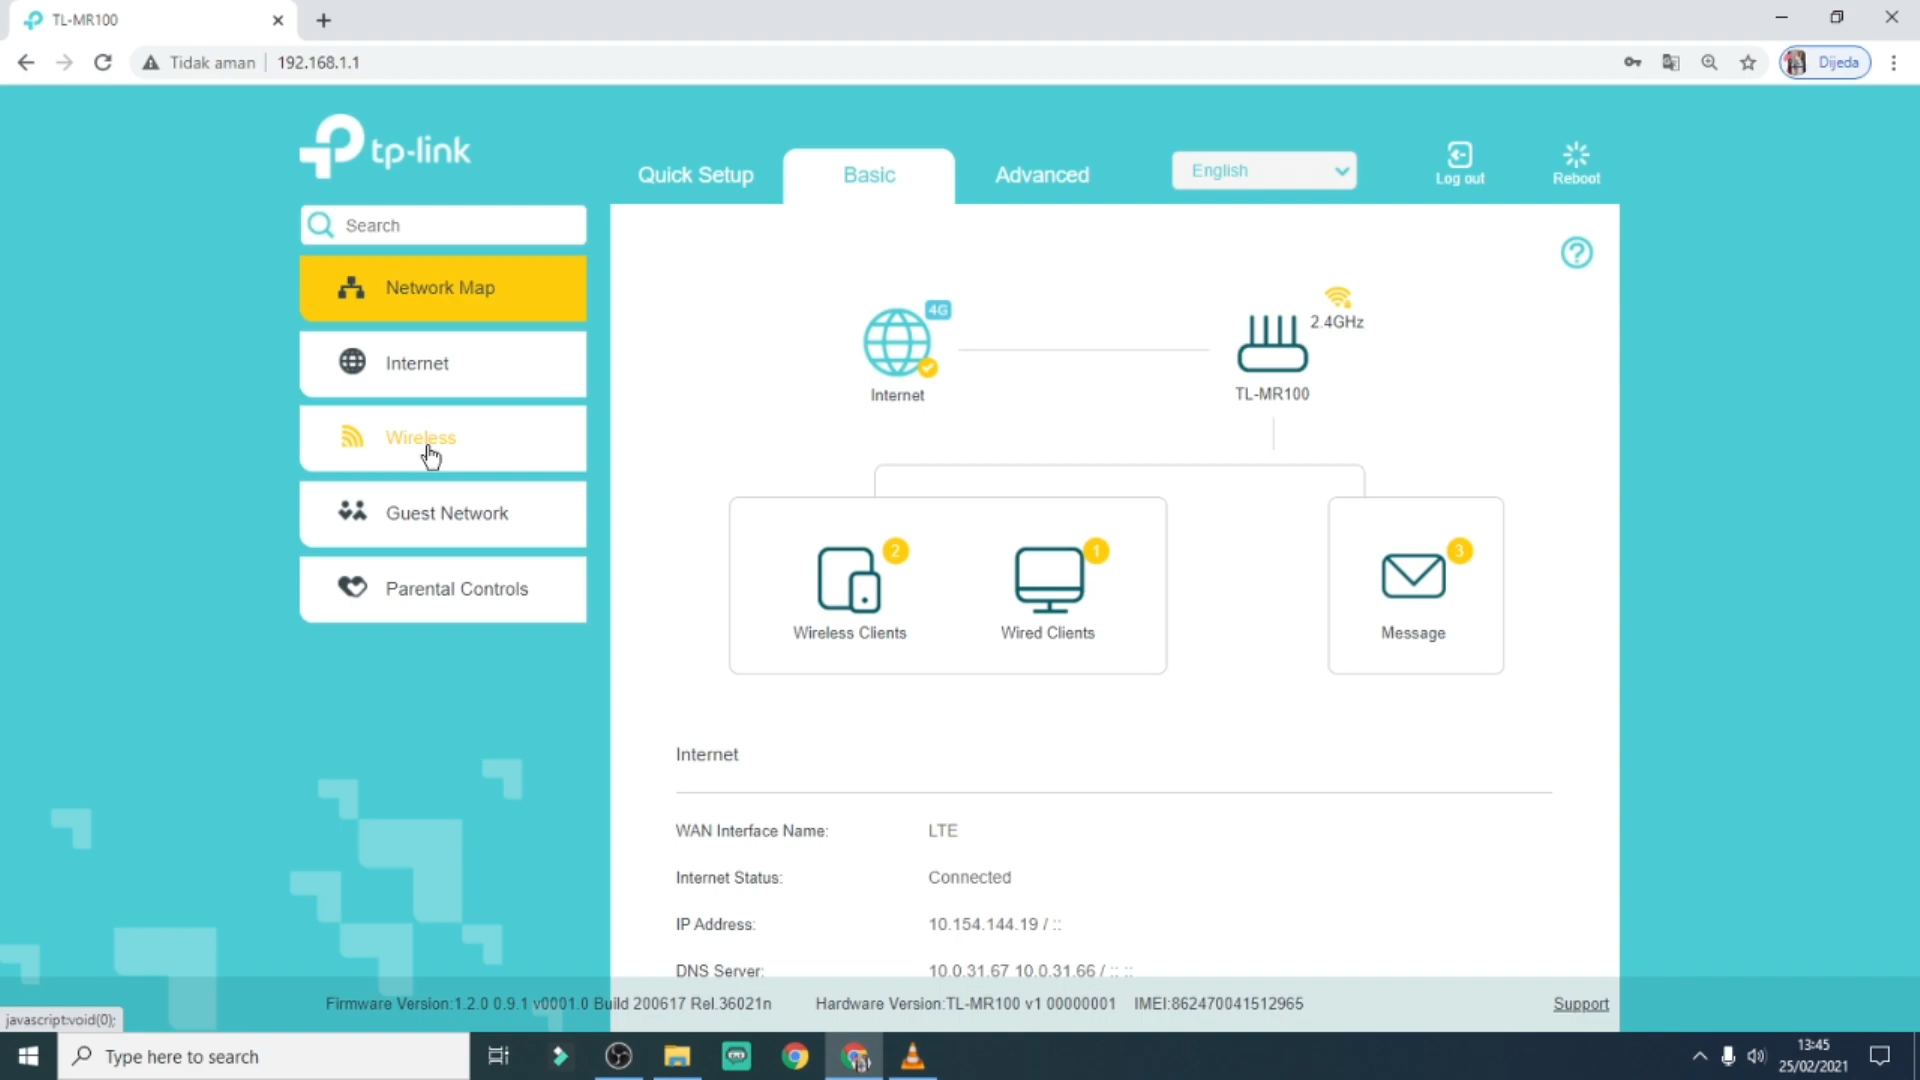 TL-MR100
Tidak aman
192.168.1.1
Dijeda
tp-link
Quick Setup
Basic
Advanced
English
Log out
Reboot
Search
Network Map
Internet
Wireless
Guest Network
Parental Controls
4G
Internet
2.4GHz
TL-MR100
2
Wireless Clients
1
Wired Clients
3
Message
Internet
WAN Interface Name: LTE
Internet Status: Connected
IP Address: 10.154.144.19 / ::
DNS Server: 10.0.31.67 10.0.31.66 / :: ::
Firmware Version:1.2.0 0.9.1 v0001.0 Build 200617 Rel.36021n Hardware Version:TL-MR100 v1 00000001 IMEI:862470041512965 Support
javascript:void(0);
Type here to search
13:45
25/02/2021